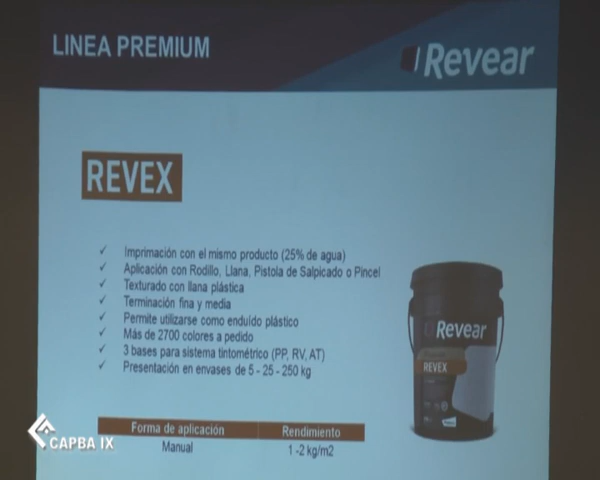 LINEA PREMIUM
Revear
REVEX
✓ Imprimación con el mismo producto (25% de agua)
✓ Aplicación con Rodillo, Llana, Pistola de Salpicado o Pincel
✓ Texturado con llana plástica
✓ Terminación fina y media
✓ Permite utilizarse como enduído plástico
✓ Más de 2700 colores a pedido
✓ 3 bases para sistema tintométrico (PP, RV, AT)
✓ Presentación en envases de 5 - 25 - 250 kg
Revear
REVEX
Forma de aplicación Rendimiento
Manual 1 -2 kg/m2
CAPBA IX